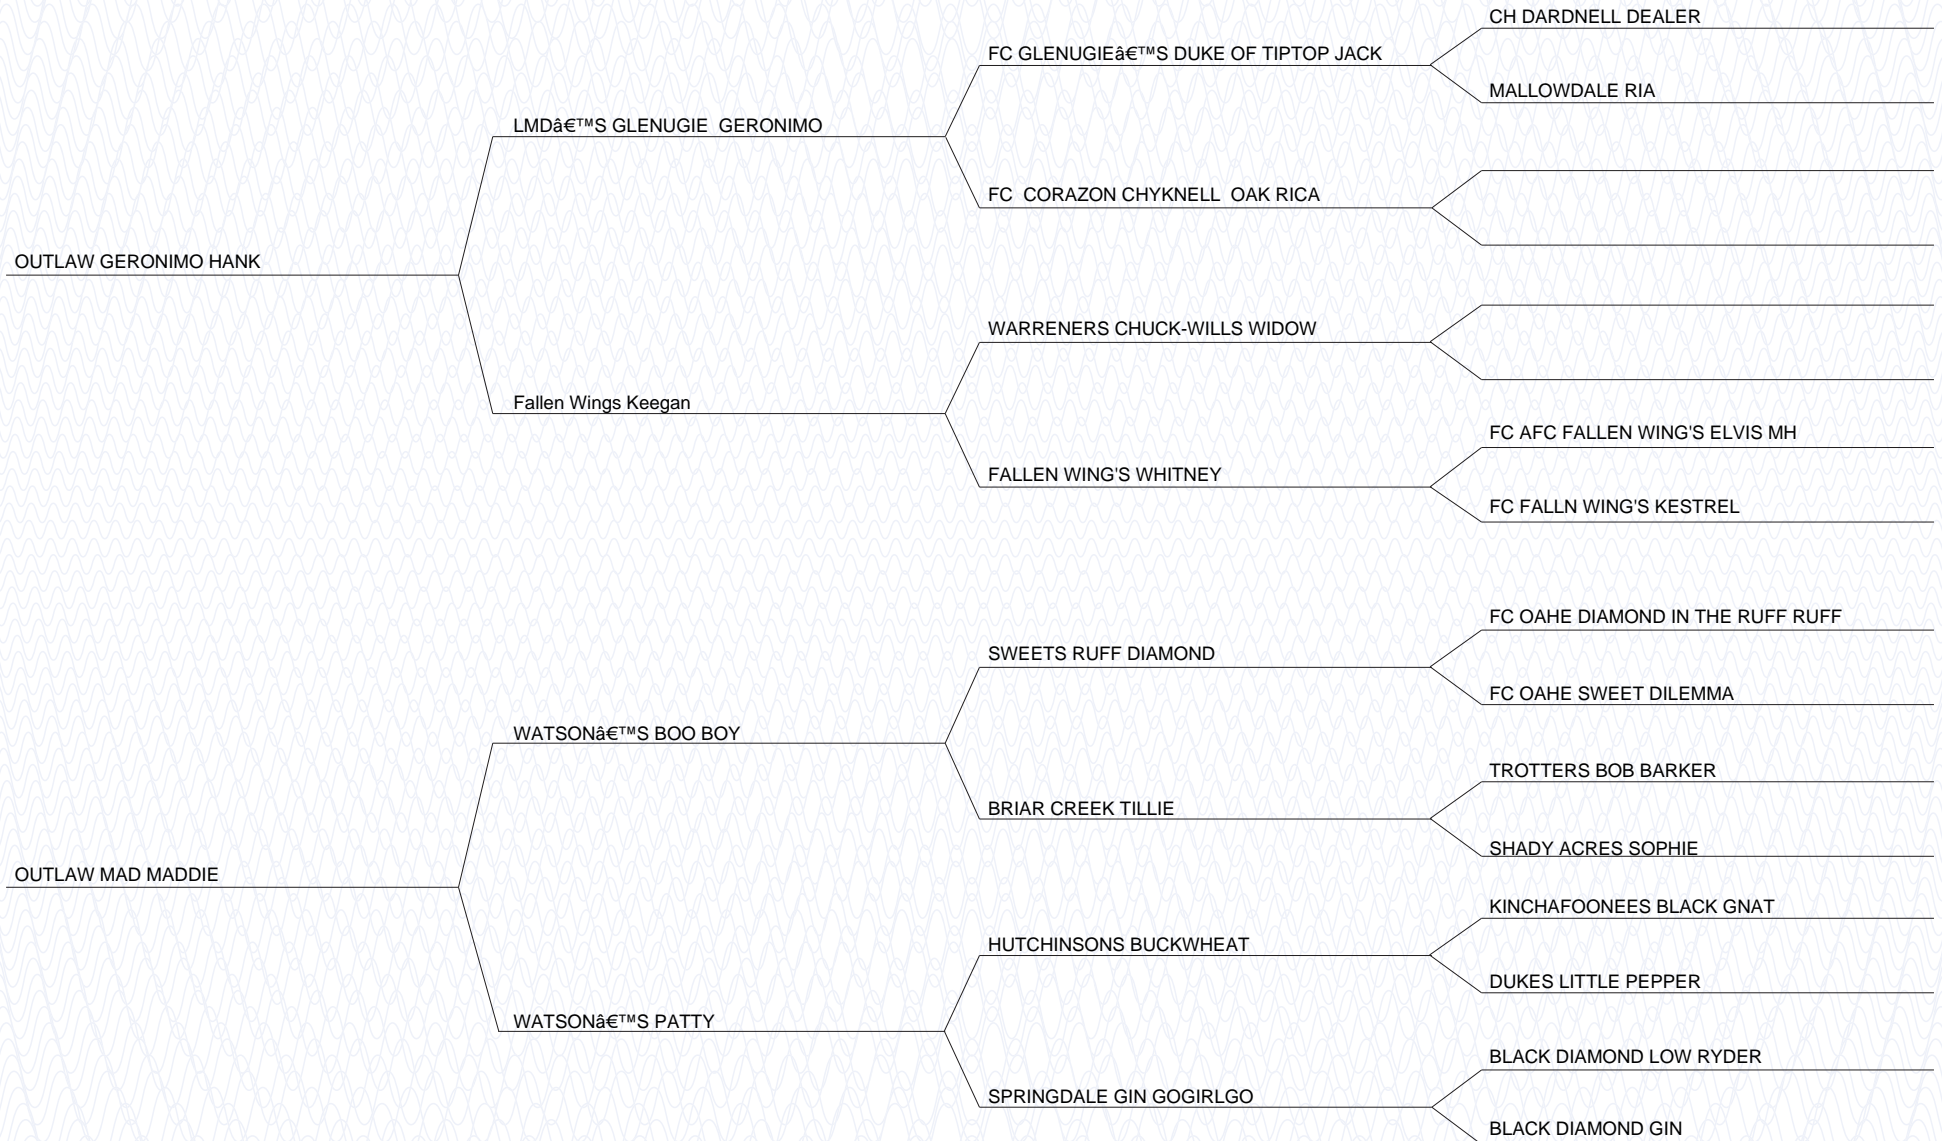 CH DARDNELL DEALER
FC GLENUGIEâ€™S DUKE OF TIPTOP JACK
MALLOWDALE RIA
LMDâ€™S GLENUGIE  GERONIMO
FC  CORAZON CHYKNELL  OAK RICA
OUTLAW GERONIMO HANK
WARRENERS CHUCK-WILLS WIDOW
Fallen Wings Keegan
FC AFC FALLEN WING'S ELVIS MH
FALLEN WING'S WHITNEY
FC FALLN WING'S KESTREL
FC OAHE DIAMOND IN THE RUFF RUFF
SWEETS RUFF DIAMOND
FC OAHE SWEET DILEMMA
WATSONâ€™S BOO BOY
TROTTERS BOB BARKER
BRIAR CREEK TILLIE
SHADY ACRES SOPHIE
OUTLAW MAD MADDIE
KINCHAFOONEES BLACK GNAT
HUTCHINSONS BUCKWHEAT
DUKES LITTLE PEPPER
WATSONâ€™S PATTY
BLACK DIAMOND LOW RYDER
SPRINGDALE GIN GOGIRLGO
BLACK DIAMOND GIN